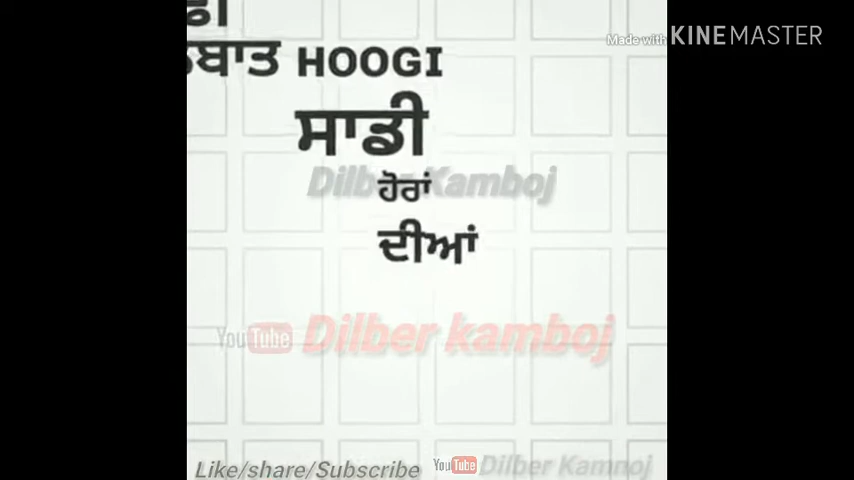 Made with KINEMASTER
HOOGI
ਸਾਡੀ
Dilber Kamboj
ਹੋਰਾਂ
ਦੀਆਂ
YouTube Dilber kamboj
Like/share/Subscribe YouTube Dilber Kamnoj